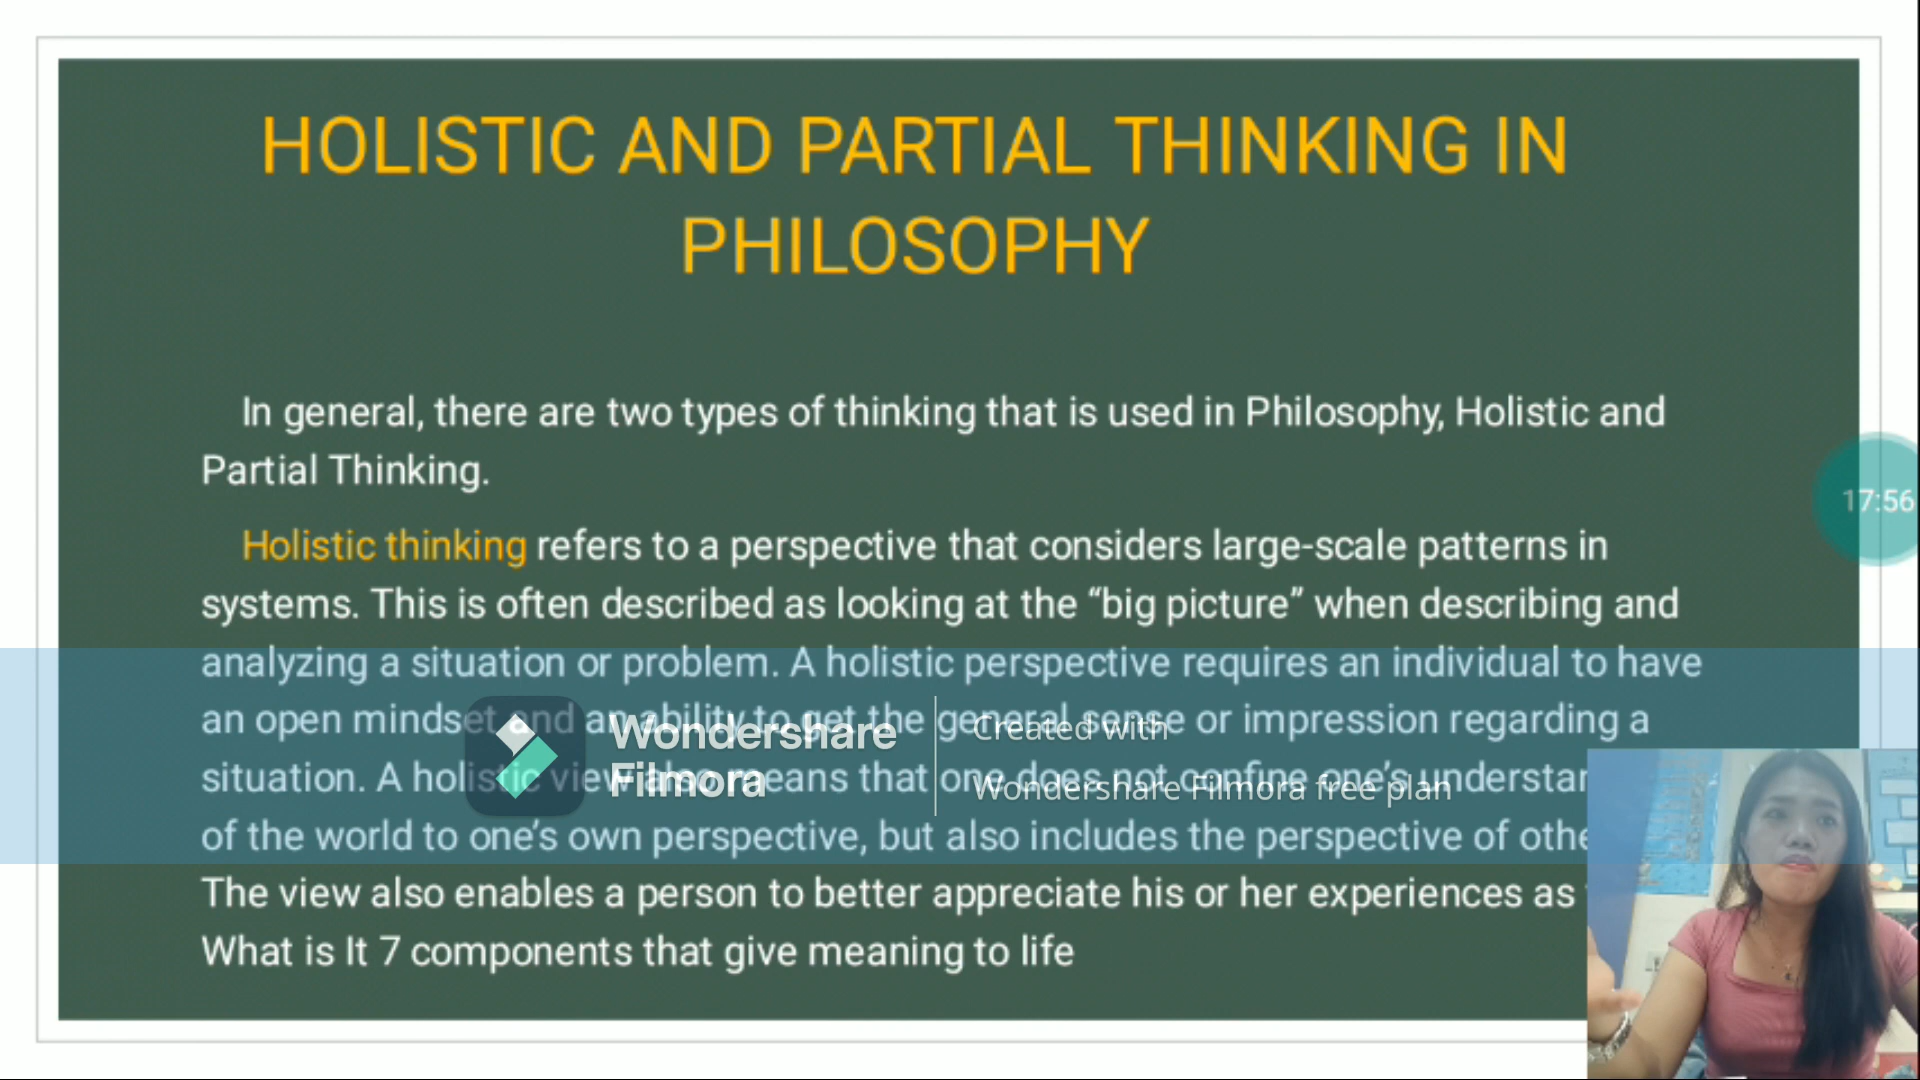 HOLISTIC AND PARTIAL THINKING IN
PHILOSOPHY
In general, there are two types of thinking that is used in Philosophy, Holistic and
Partial Thinking.
Holistic thinking refers to a perspective that considers large-scale patterns in
systems. This is often described as looking at the “big picture” when describing and
analyzing a situation or problem. A holistic perspective requires an individual to have
an open mindset and an ability to get the general sense or impression regarding a
situation. A holistic view also means that one does not confine one’s understan
of the world to one’s own perspective, but also includes the perspective of othe
The view also enables a person to better appreciate his or her experiences as
What is It 7 components that give meaning to life
17:56
Wondershare
Filmora
Created with
Wondershare Filmora free plan